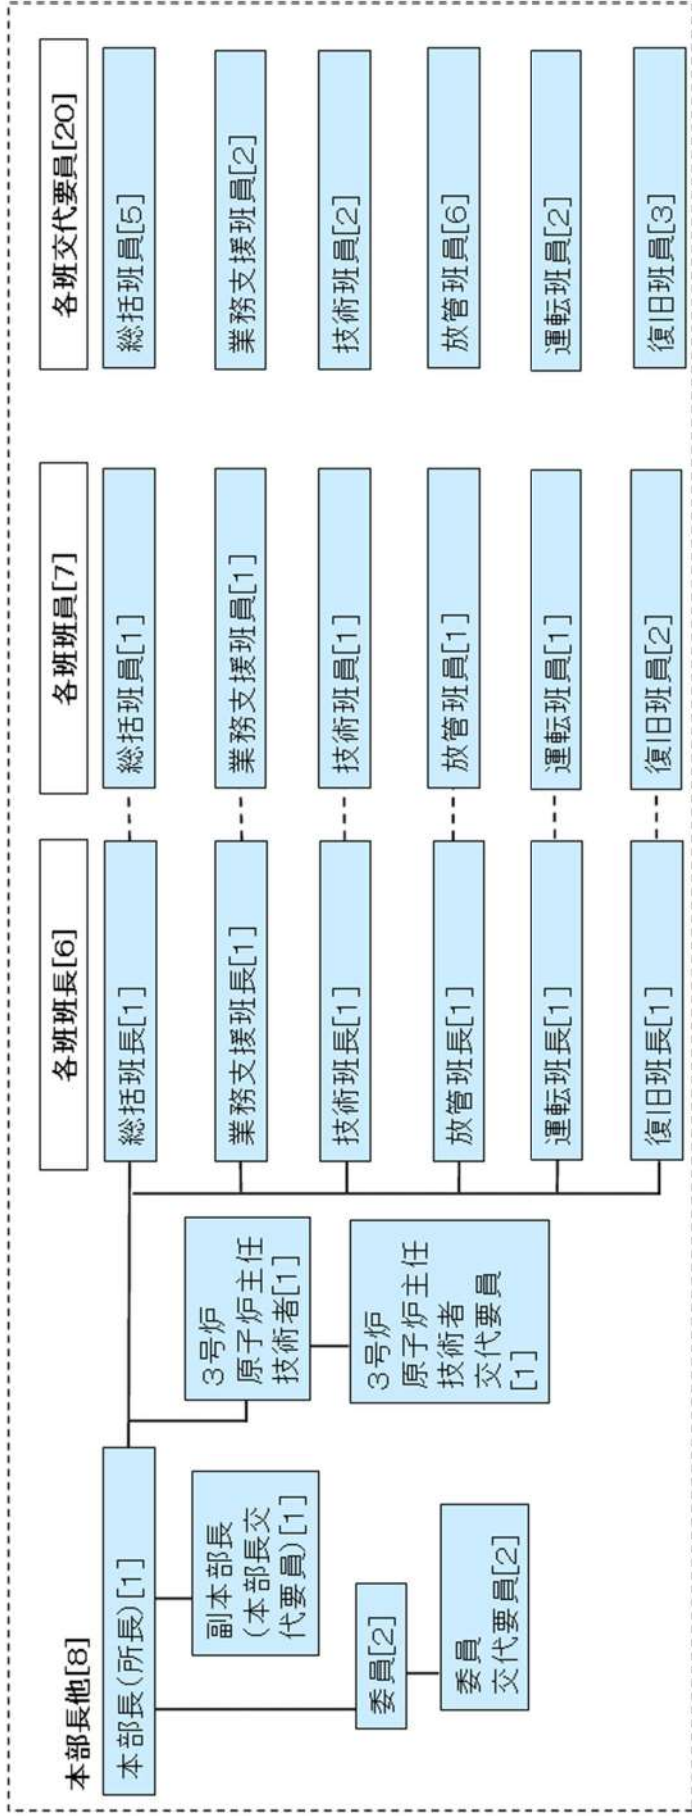 本部長他[8]
本部長(所長)[1]
副本部長
(本部長交
代要員)[1]
委員[2]
委員
交代要員[2]
3号炉
原子炉主任
技術者[1]
3号炉
原子炉主任
技術者
交代要員
[1]
各班班長[6]
総括班長[1]
業務支援班長[1]
技術班長[1]
放管班長[1]
運転班長[1]
復旧班長[1]
各班班員[7]
総括班員[1]
業務支援班員[1]
技術班員[1]
放管班員[1]
運転班員[1]
復旧班員[2]
各班交代要員[20]
総括班員[5]
業務支援班員[2]
技術班員[2]
放管班員[6]
運転班員[2]
復旧班員[3]